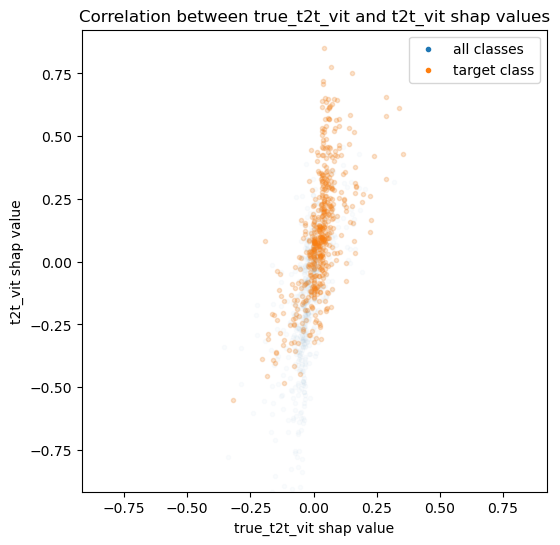 Correlation between true_t2t_vit and t2t_vit shap values
all classes
target class
0.75
0.50
0.25
0.00
−0.25
−0.50
−0.75
t2t_vit shap value
−0.75
−0.50
−0.25
0.00
0.25
0.50
0.75
true_t2t_vit shap value